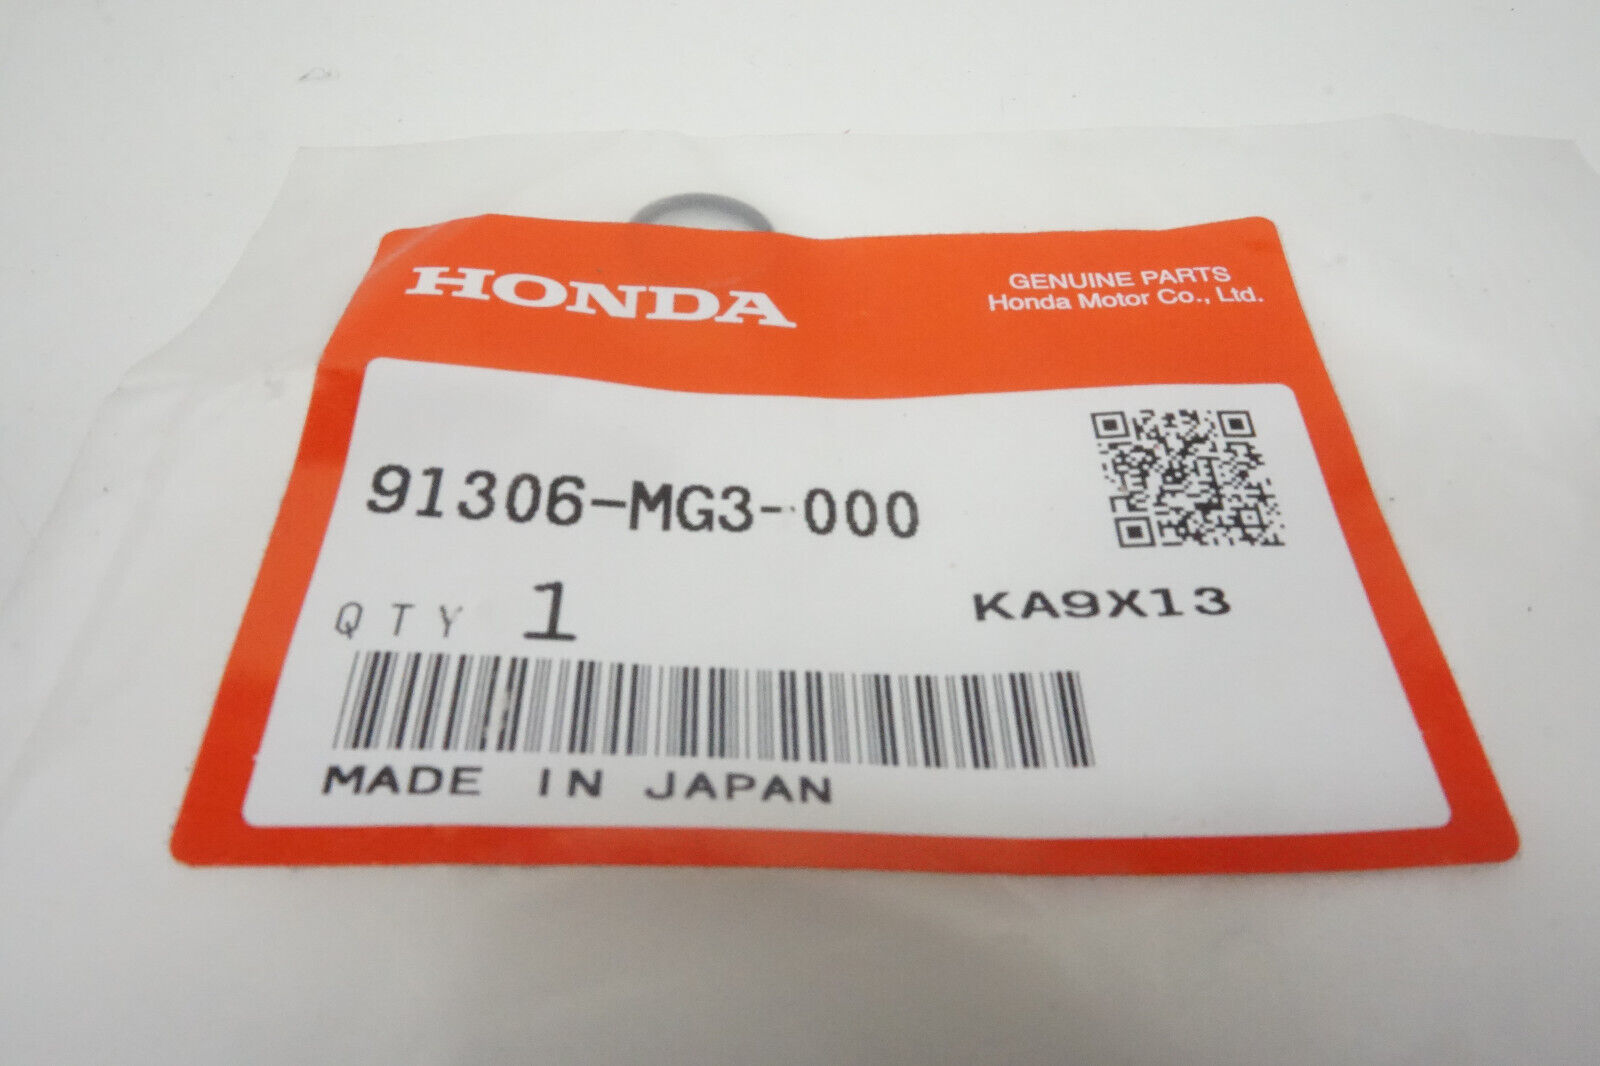 HONDA
GENUINE PARTS
Honda Motor Co., Ltd.
91306-MG3-000
QTY 1
KA9X13
MADE IN JAPAN